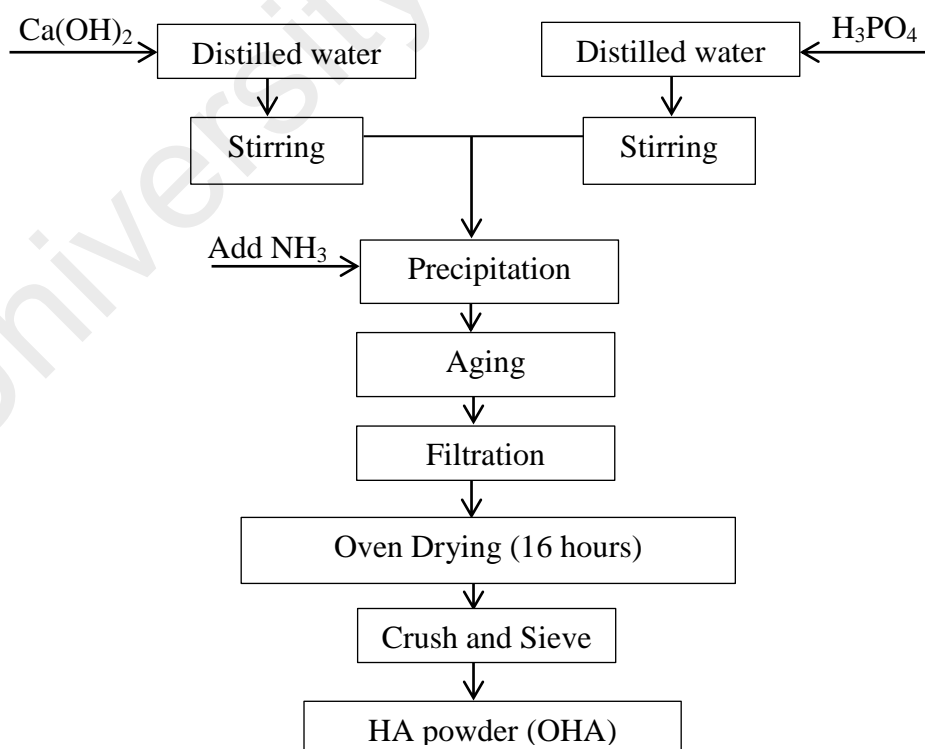 Ca(OH)₂
H₃PO₄
Distilled water
Distilled water
Stirring
Stirring
Add NH₃
Precipitation
Aging
Filtration
Oven Drying (16 hours)
Crush and Sieve
HA powder (OHA)
University